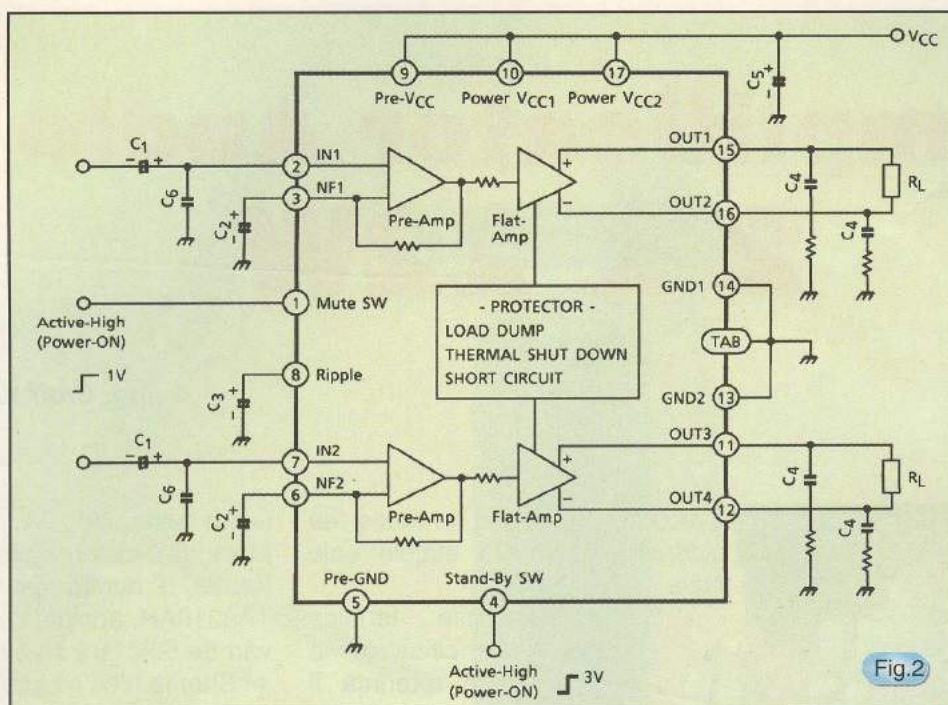 VCC
9
10
17
Pre-VCC
Power VCC1
Power VCC2
C5
+
-
C1
- +
2
IN1
C6
3
NF1
C2
+
-
Pre-Amp
Flat-
Amp
+
-
OUT1
15
C4
RL
OUT2
16
C4
1
Mute SW
Active-High
(Power-ON)
1V
- PROTECTOR -
LOAD DUMP
THERMAL SHUT DOWN
SHORT CIRCUIT
GND1
14
TAB
GND2
13
8
Ripple
C3
+
-
C1
- +
7
IN2
C6
6
NF2
C2
+
-
Pre-Amp
Flat-Amp
+
-
OUT3
11
C4
RL
OUT4
12
C4
Pre-GND
5
Stand-By SW
4
Active-High
(Power-ON)
3V
Fig.2